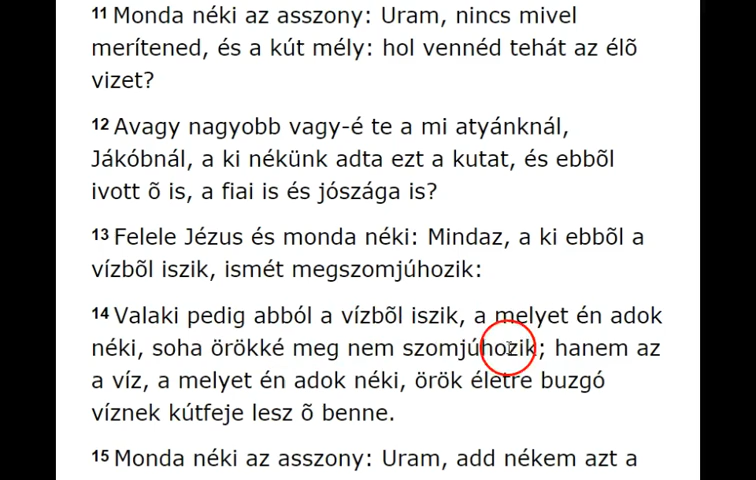 11 Monda néki az asszony: Uram, nincs mivel
merítened, és a kút mély: hol vennéd tehát az élõ
vizet?
12 Avagy nagyobb vagy-é te a mi atyánknál,
Jákóbnál, a ki nékünk adta ezt a kutat, és ebbõl
ivott õ is, a fiai is és jószága is?
13 Felele Jézus és monda néki: Mindaz, a ki ebbõl a
vízbõl iszik, ismét megszomjúhozik:
14 Valaki pedig abból a vízbõl iszik, a melyet én adok
néki, soha örökké meg nem szomjúhozik; hanem az
a víz, a melyet én adok néki, örök életre buzgó
víznek kútfeje lesz õ benne.
15 Monda néki az asszony: Uram, add nékem azt a